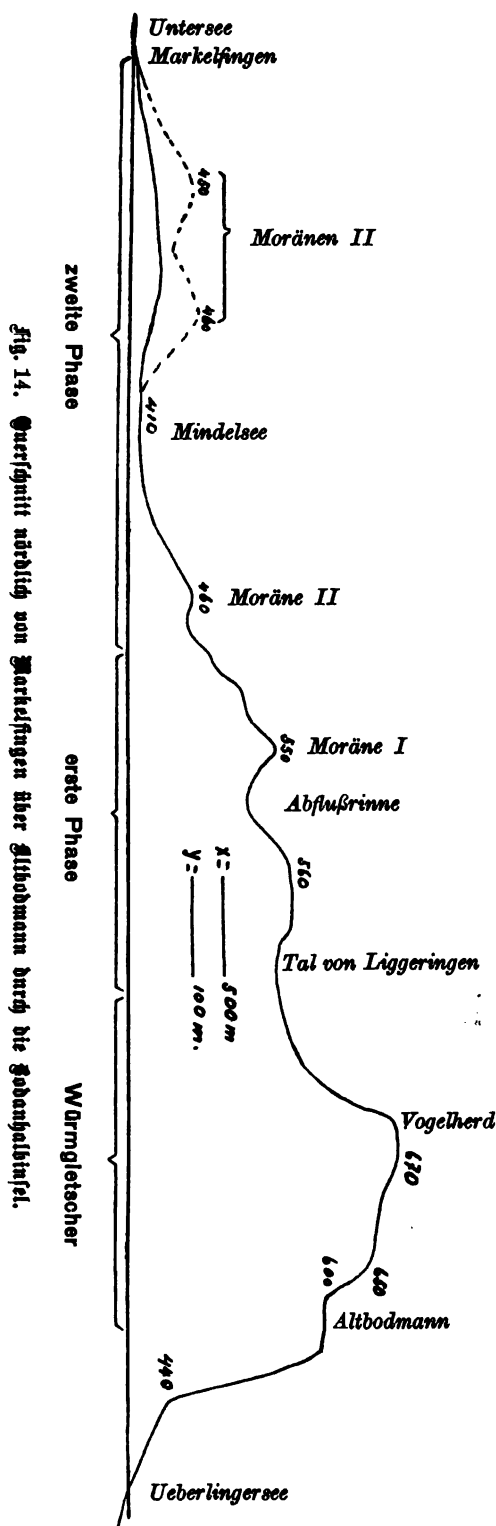 Untersee
Markelfingen
460
Moränen II
410
Mindelsee
460
Moräne II
550
Moräne I
Abflußrinne
560
Tal von Liggeringen
x= 500 m
y= 100 m.
Vogelherd
670
650
600
Altbodmann
440
Ueberlingersee
zweite Phase
erste Phase
Würmgletscher
Fig. 14. Querschnitt nördlich von Markelfingen über Altbodmann durch die Bodanhalbinsel.